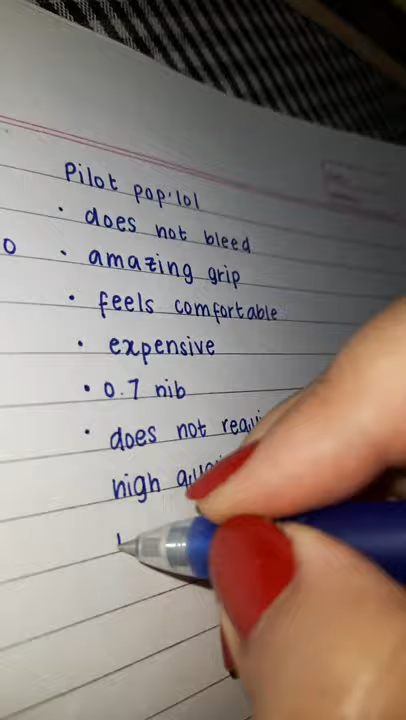 Pilot pop'lol
• does not bleed
o • amazing grip
• feels comfortable
• expensive
• 0.7 nib
• does not
high